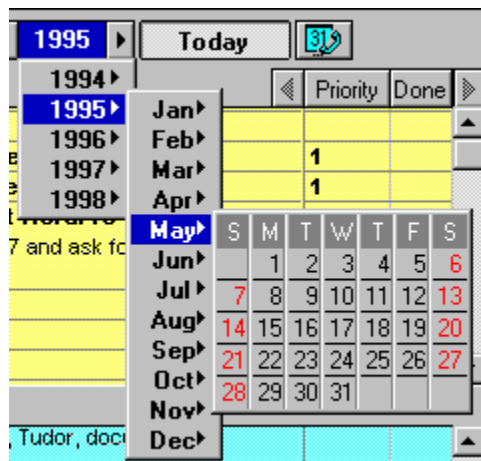 1995 Today 31
Priority Done
1994
1995
1996
1997
1998
Jan
Feb
Mar
Apr
May
Jun
Jul
Aug
Sep
Oct
Nov
Dec
S M T W T F S
1 2 3 4 5 6
7 8 9 10 11 12 13
14 15 16 17 18 19 20
21 22 23 24 25 26 27
28 29 30 31
1
1
7 and ask fo
, Tudor, doc